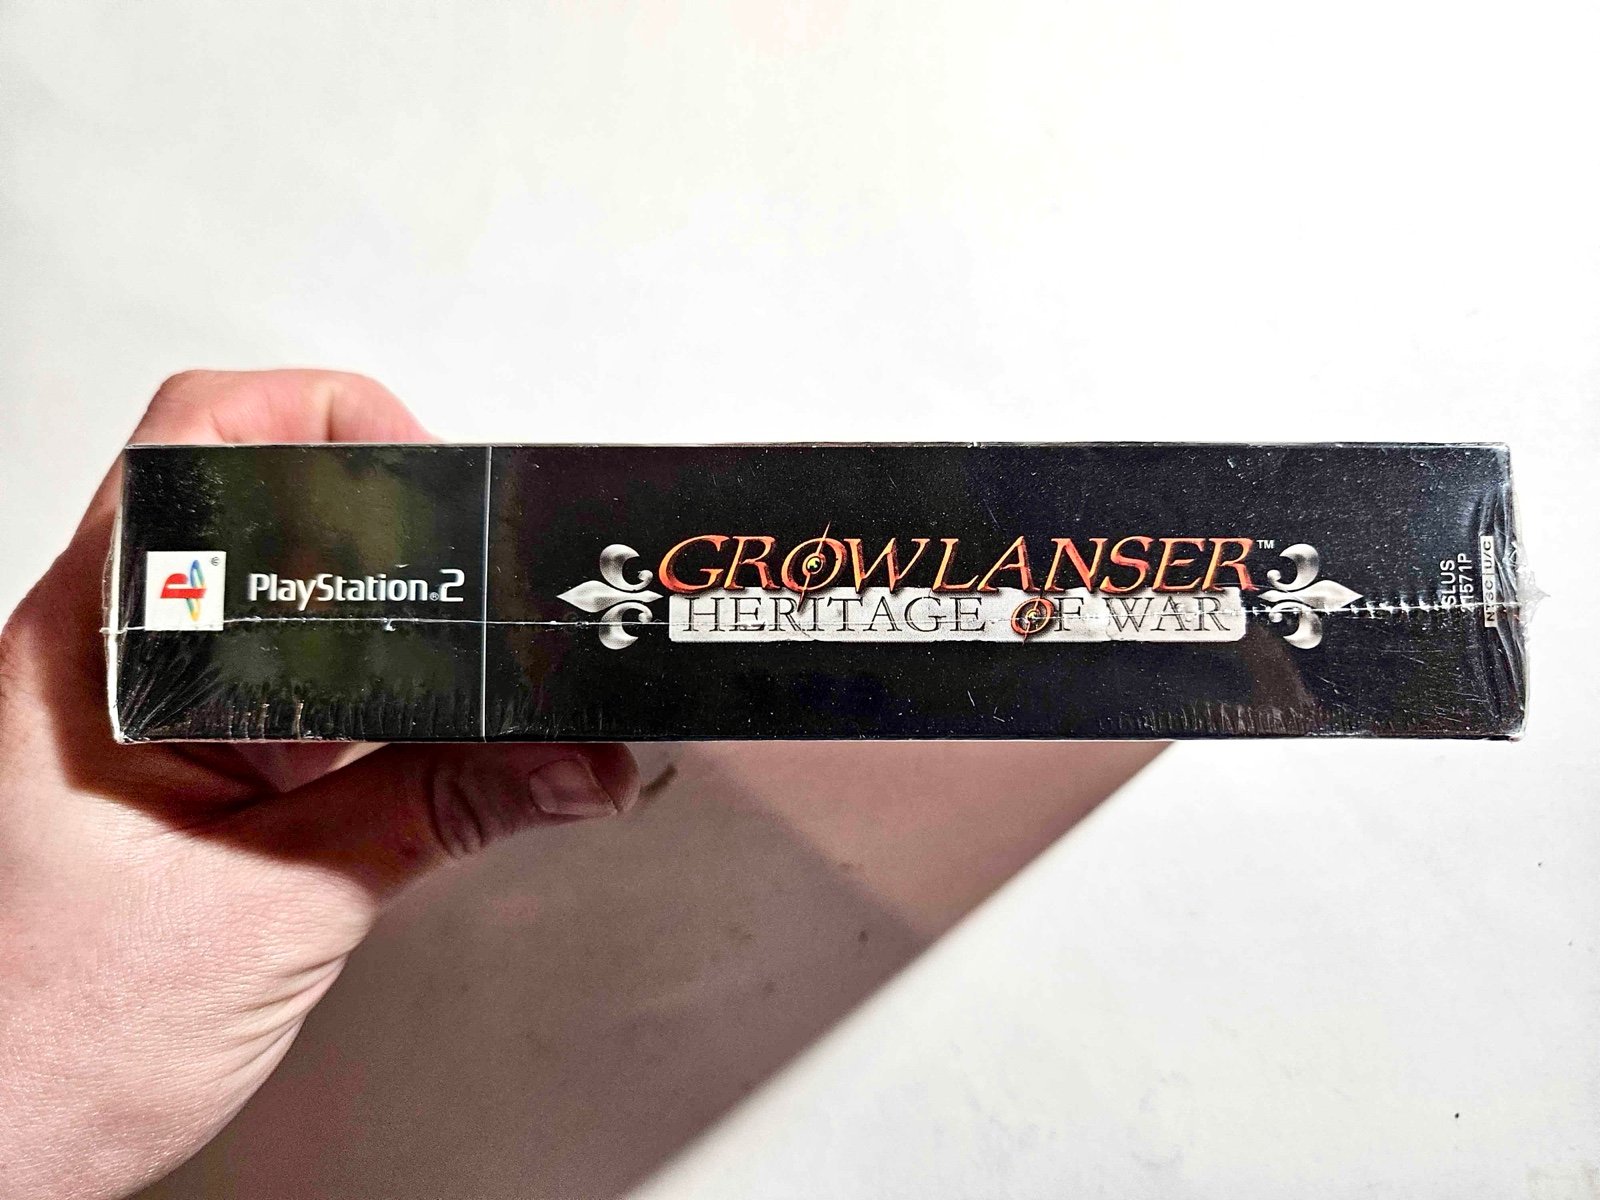 PlayStation®2
GROWLANSER™
HERITAGE OF WAR
SLUS
21571P
NTSC U/C